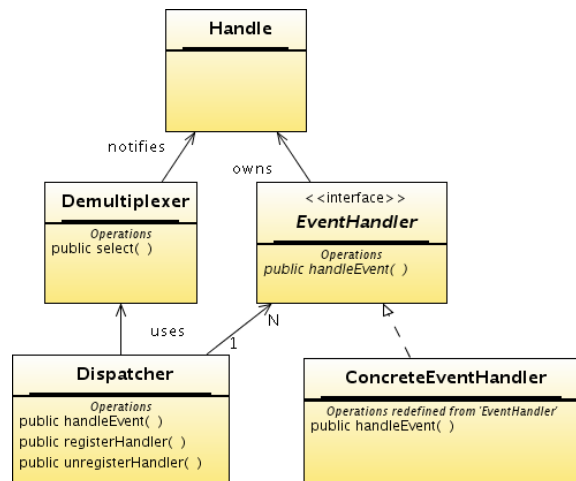 Handle
notifies
owns
Demultiplexer
Operations
public select( )
<<interface>>
EventHandler
Operations
public handleEvent( )
uses
1
N
Dispatcher
Operations
public handleEvent( )
public registerHandler( )
public unregisterHandler( )
ConcreteEventHandler
Operations redefined from 'EventHandler'
public handleEvent( )